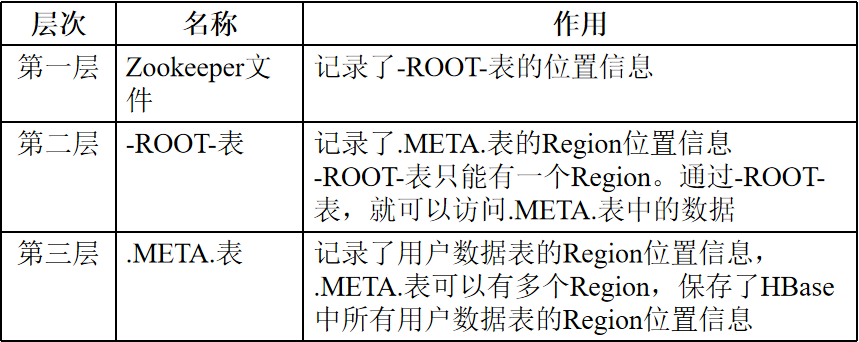 层次 名称 作用
第一层 Zookeeper文件 记录了-ROOT-表的位置信息
第二层 -ROOT-表 记录了.META.表的Region位置信息
-ROOT-表只能有一个Region。通过-ROOT-
表，就可以访问.META.表中的数据
第三层 .META.表 记录了用户数据表的Region位置信息，
.META.表可以有多个Region，保存了HBase
中所有用户数据表的Region位置信息